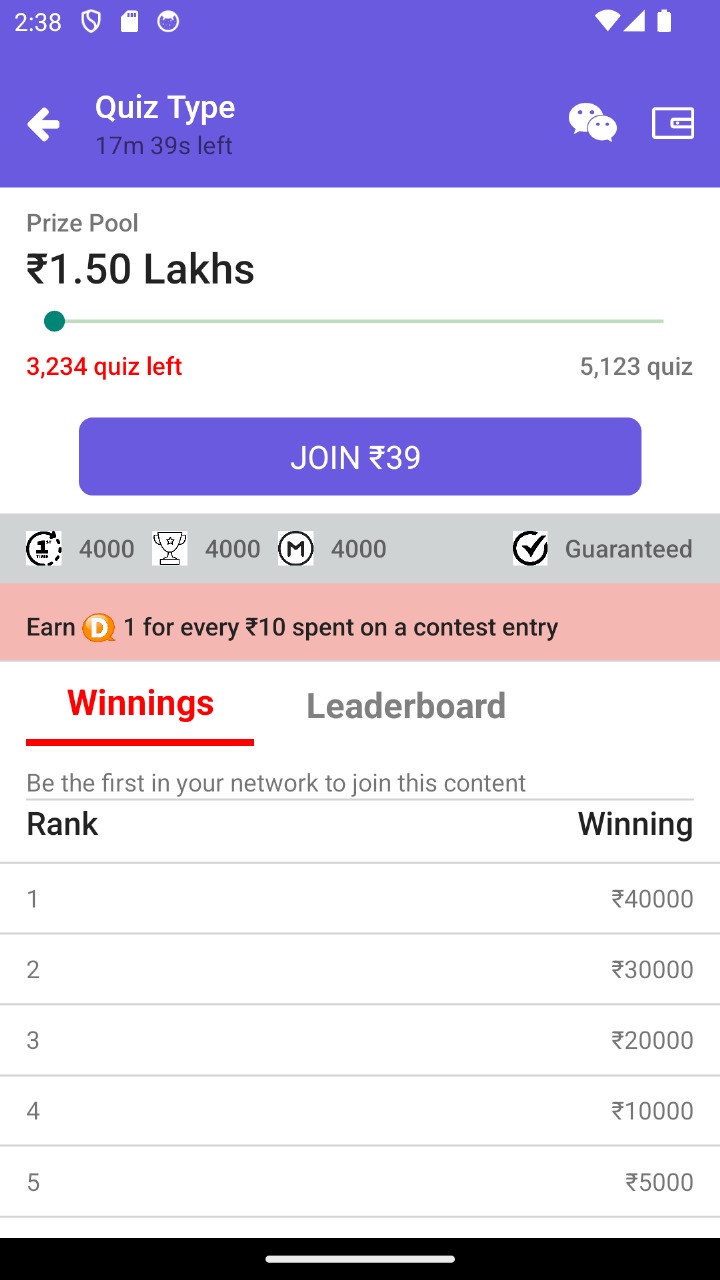 2:38
Quiz Type
17m 39s left
Prize Pool
₹1.50 Lakhs
3,234 quiz left 5,123 quiz
JOIN ₹39
4000 4000 M 4000 Guaranteed
Earn D 1 for every ₹10 spent on a contest entry
Winnings Leaderboard
Be the first in your network to join this content
Rank Winning
1 ₹40000
2 ₹30000
3 ₹20000
4 ₹10000
5 ₹5000